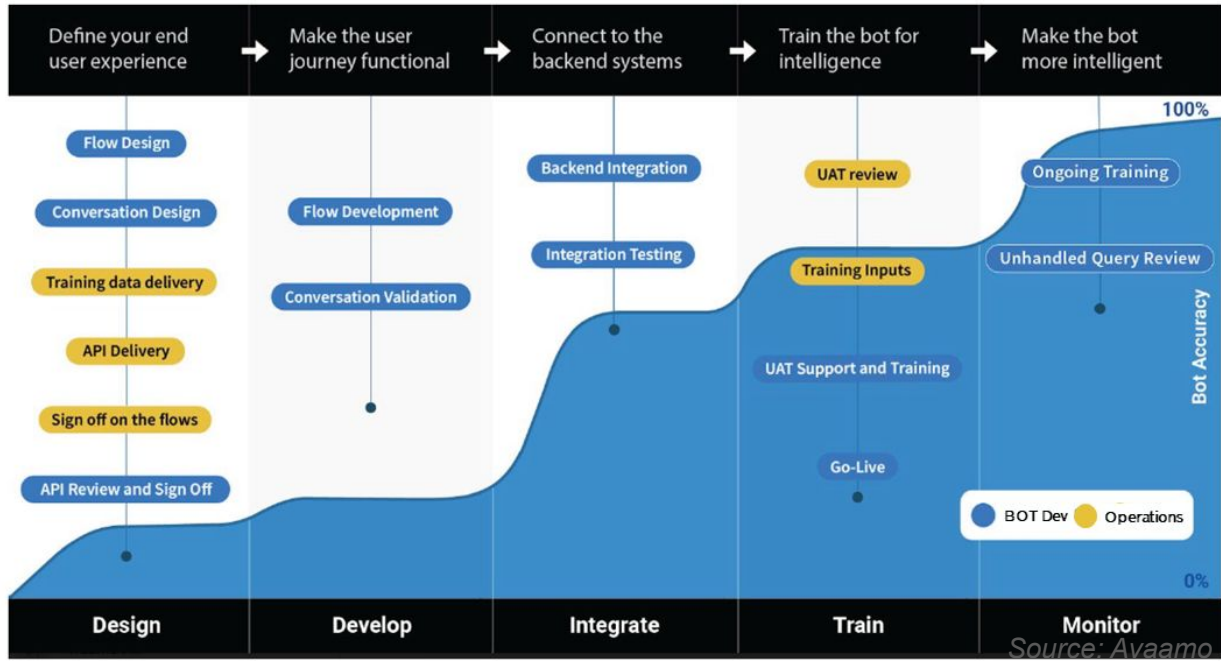 Define your end
user experience
Make the user
journey functional
Connect to the
backend systems
Train the bot for
intelligence
Make the bot
more intelligent
Flow Design
Conversation Design
Training data delivery
API Delivery
Sign off on the flows
API Review and Sign Off
Flow Development
Conversation Validation
Backend Integration
Integration Testing
UAT review
Training Inputs
UAT Support and Training
Go-Live
100%
Ongoing Training
Unhandled Query Review
Bot Accuracy
BOT Dev
Operations
0%
Design
Develop
Integrate
Train
Monitor
Source: Avaamo